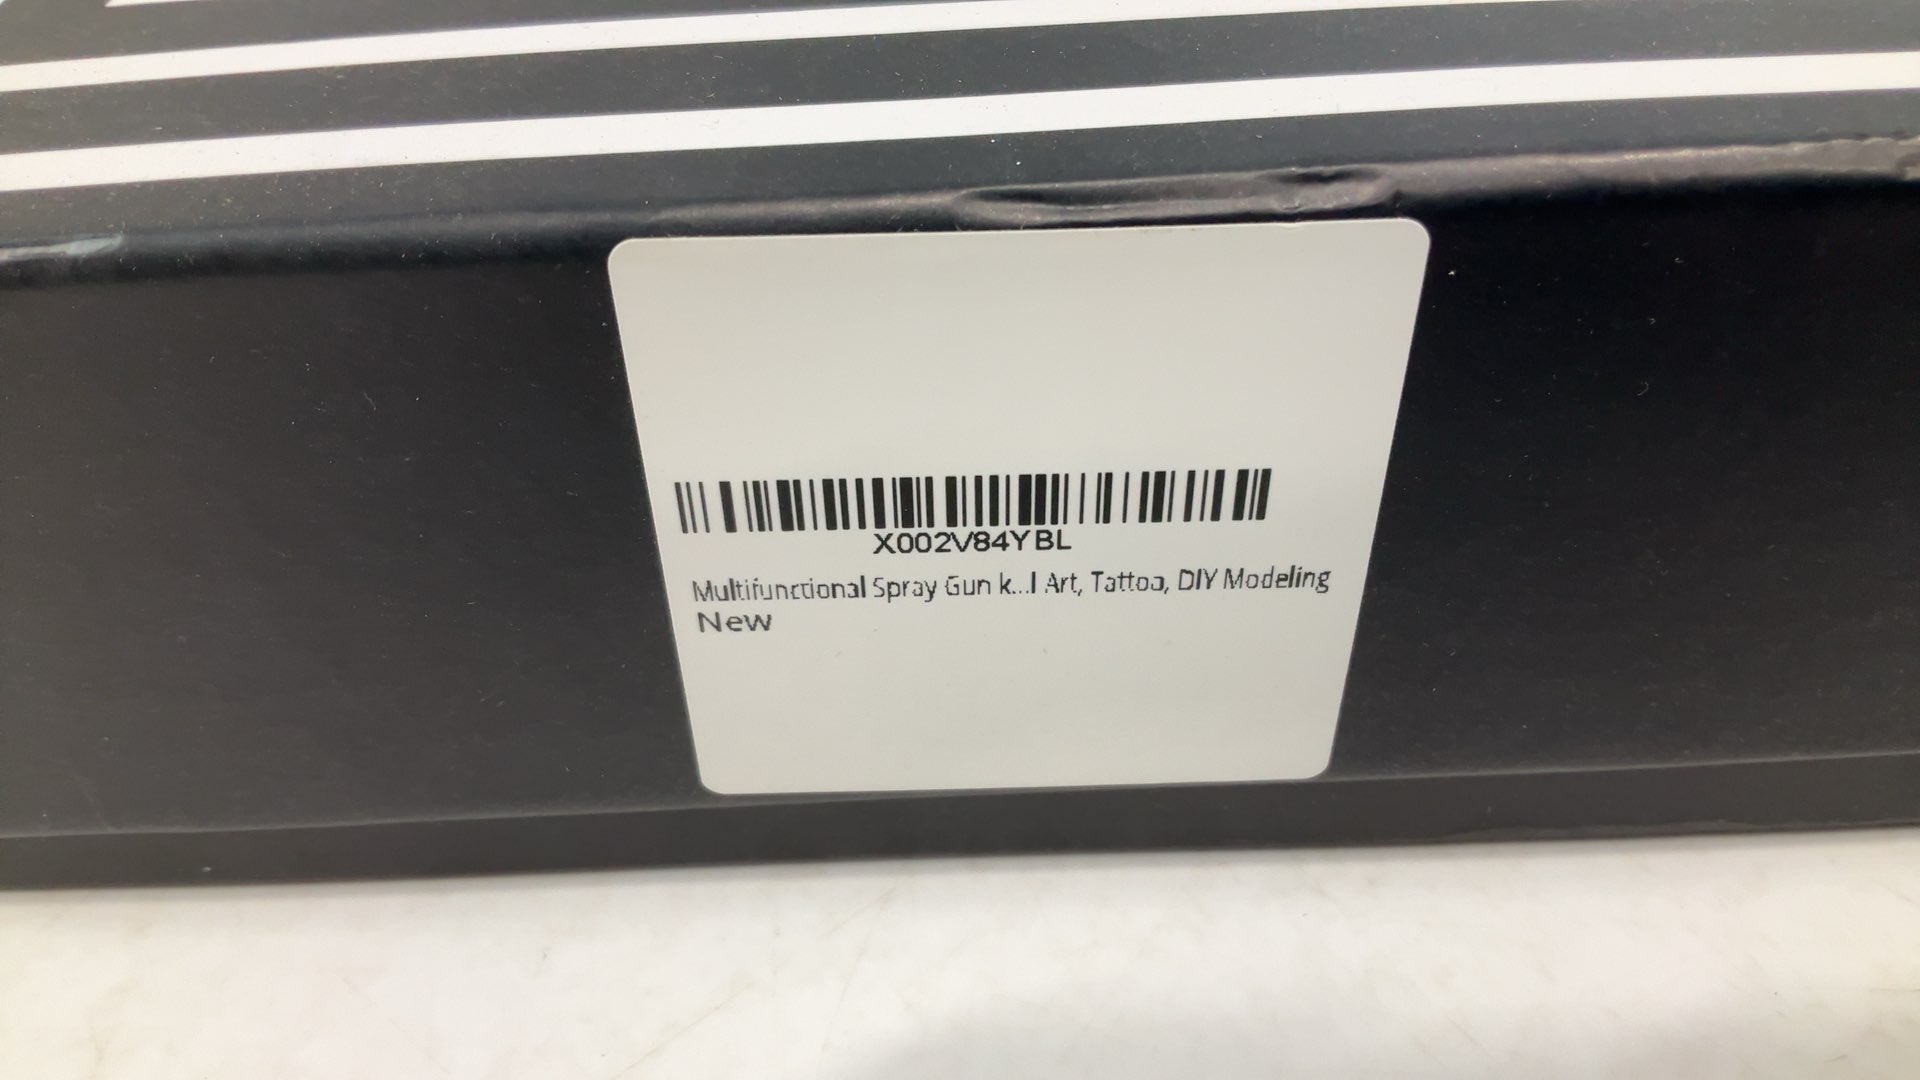 X002V84YBL
Multifunctional Spray Gun k...l Art, Tattoo, DIY Modeling
New